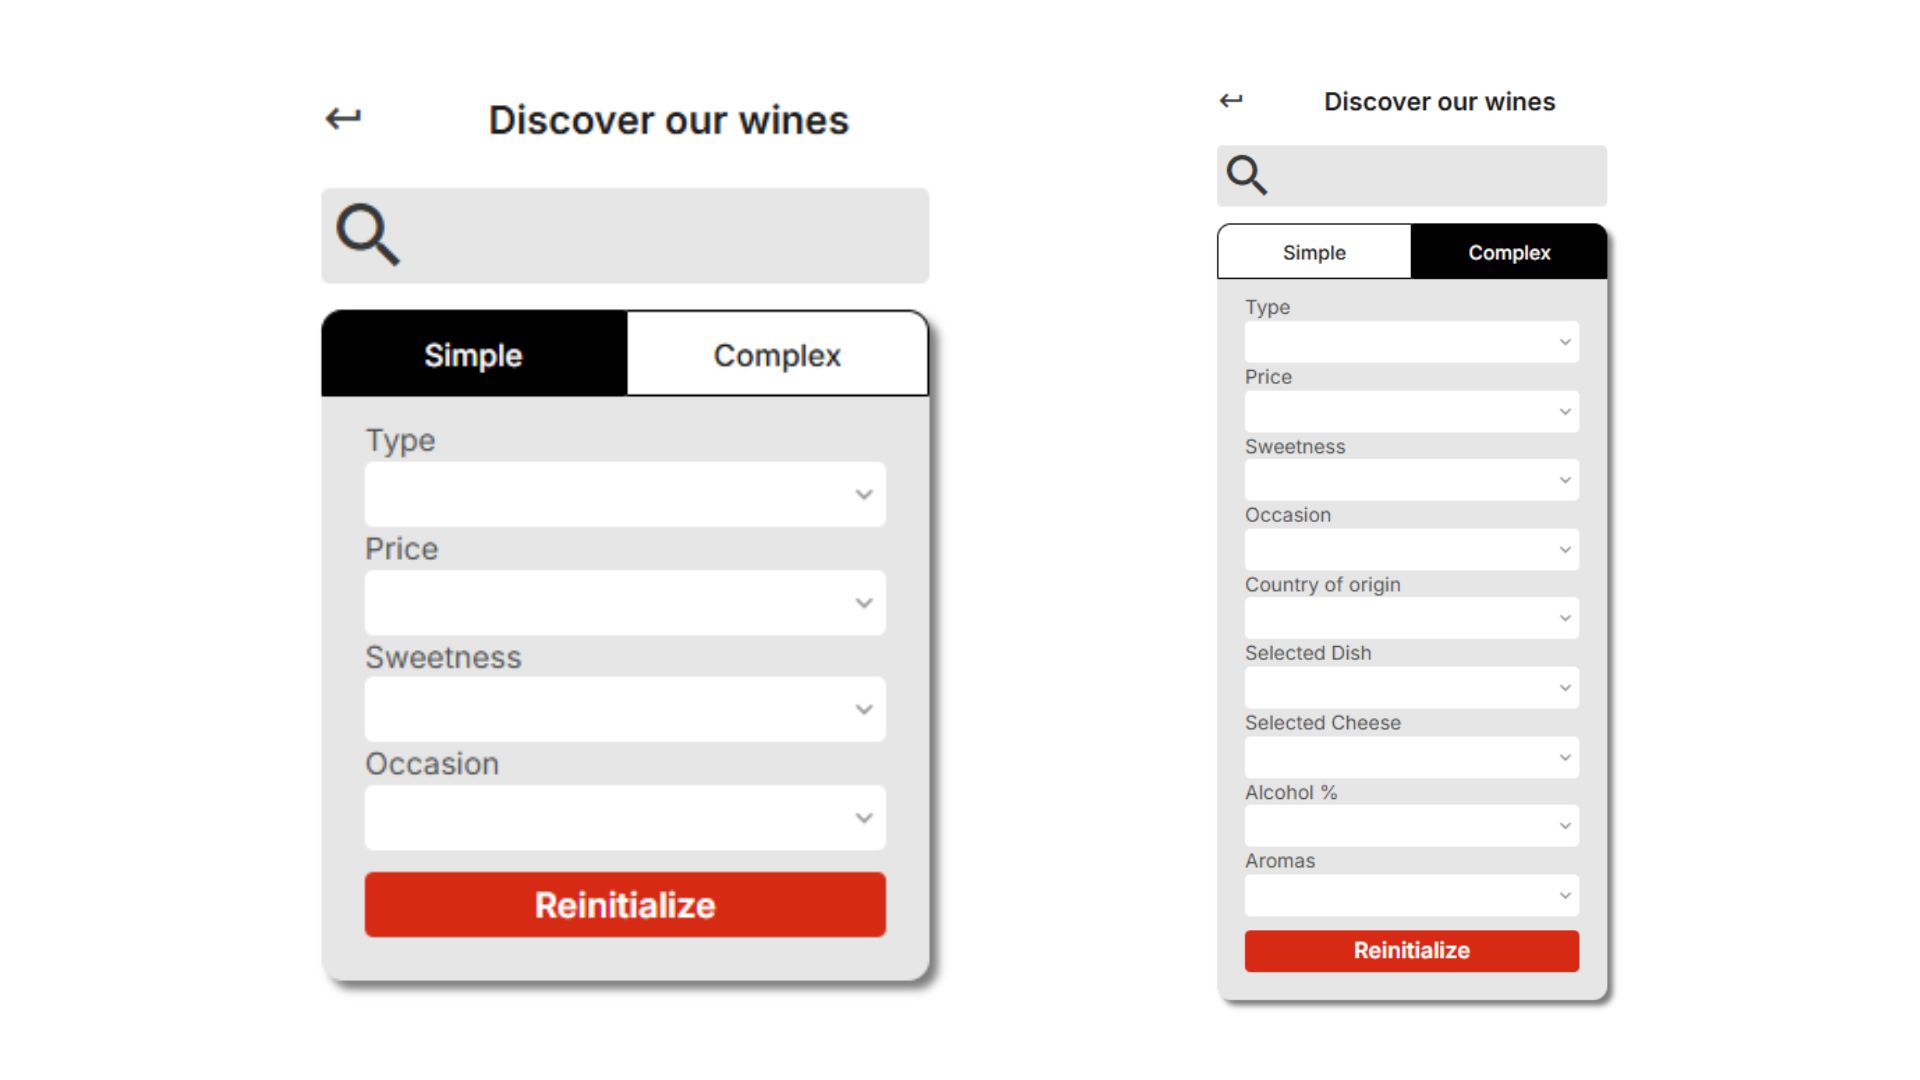 Discover our wines
Simple
Complex
Type
Price
Sweetness
Occasion
Reinitialize
Discover our wines
Simple
Complex
Type
Price
Sweetness
Occasion
Country of origin
Selected Dish
Selected Cheese
Alcohol %
Aromas
Reinitialize